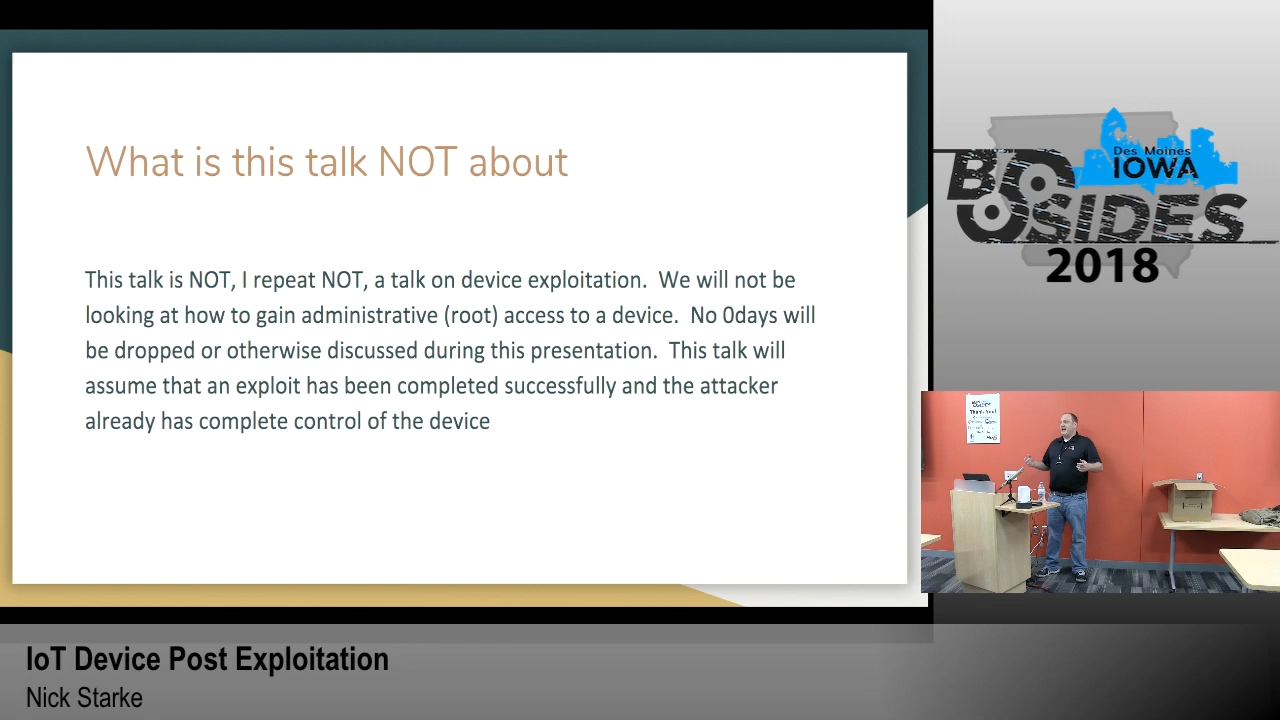 What is this talk NOT about
This talk is NOT, I repeat NOT, a talk on device exploitation.  We will not be
looking at how to gain administrative (root) access to a device.  No 0days will
be dropped or otherwise discussed during this presentation.  This talk will
assume that an exploit has been completed successfully and the attacker
already has complete control of the device
Des Moines
IOWA
BSIDES
2018
Thank You!
IoT Device Post Exploitation
Nick Starke